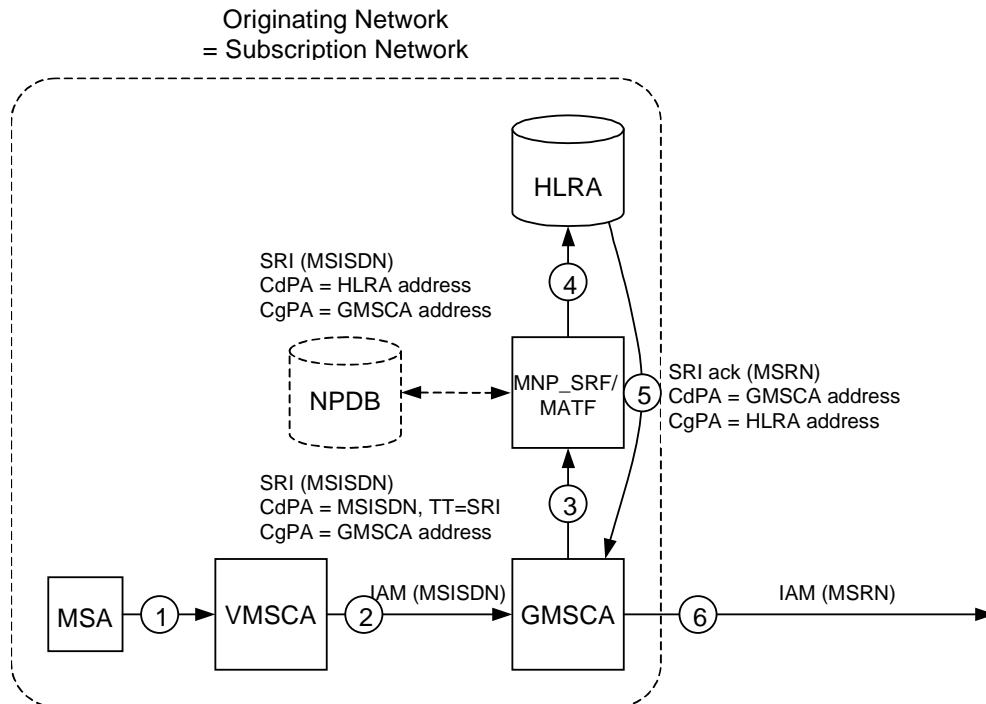 Originating Network
= Subscription Network
HLRA
SRI (MSISDN)
CdPA = HLRA address
CgPA = GMSCA address
4
NPDB
MNP_SRF/
MATF
5
SRI ack (MSRN)
CdPA = GMSCA address
CgPA = HLRA address
SRI (MSISDN)
CdPA = MSISDN, TT=SRI
CgPA = GMSCA address
3
MSA
1
VMSCA
2
IAM (MSISDN)
GMSCA
6
IAM (MSRN)